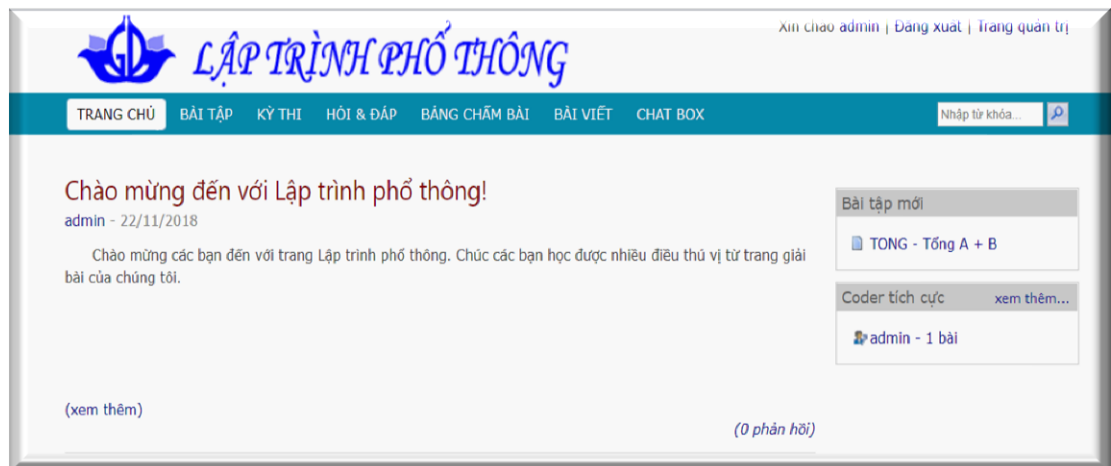 Xin chào admin | Đăng xuất | Trang quản trị
LẬP TRÌNH PHỔ THÔNG
TRANG CHỦ BÀI TẬP KỲ THI HỎI & ĐÁP BẢNG CHẤM BÀI BÀI VIẾT CHAT BOX Nhập từ khóa...
Chào mừng đến với Lập trình phổ thông!
admin - 22/11/2018
Chào mừng các bạn đến với trang Lập trình phổ thông. Chúc các bạn học được nhiều điều thú vị từ trang giải
bài của chúng tôi.
(xem thêm)
(0 phản hồi)
Bài tập mới
TONG - Tổng A + B
Coder tích cực xem thêm...
admin - 1 bài